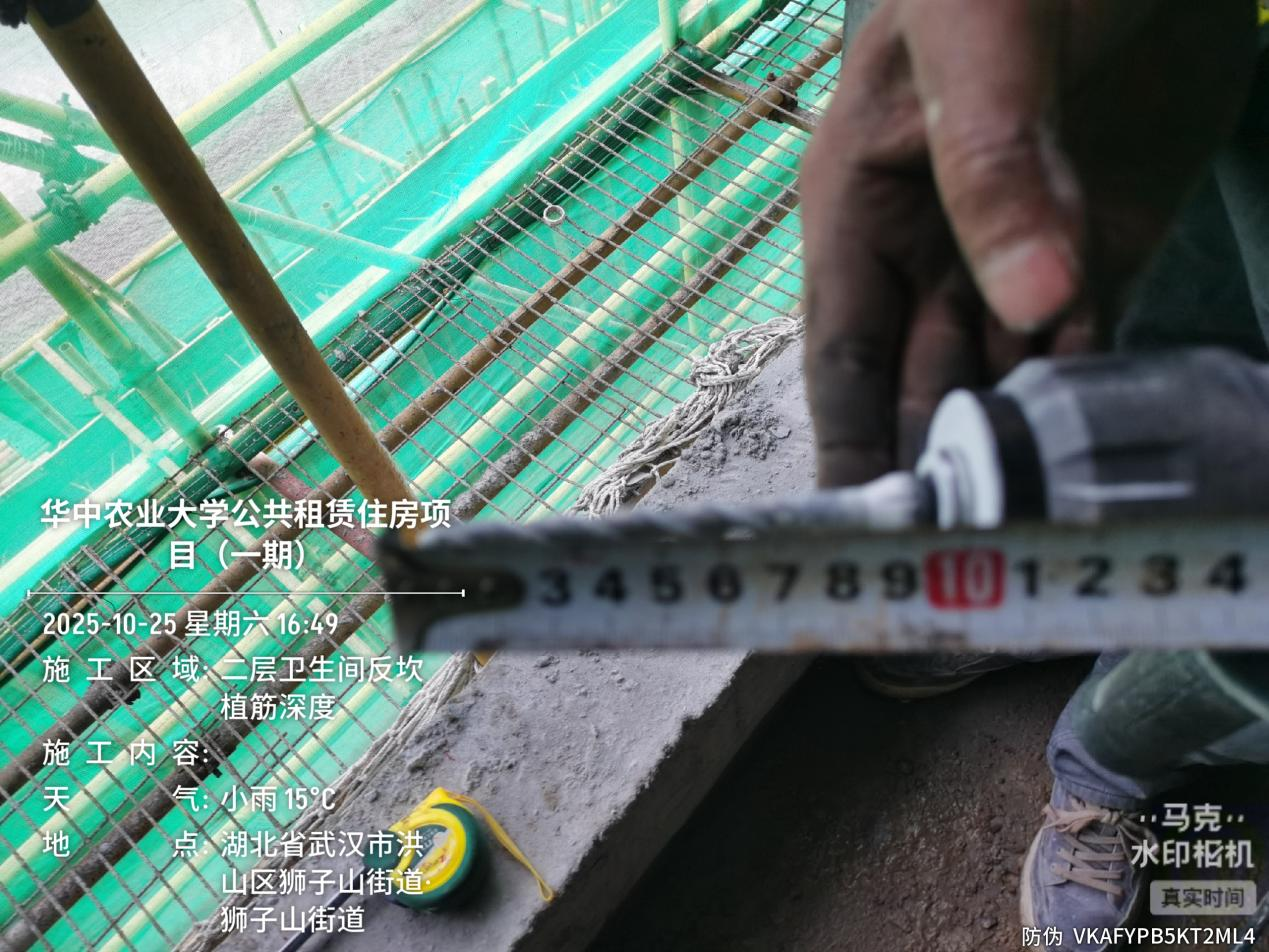 华中农业大学公共租赁住房项
目（一期）
2025-10-25 星期六 16:49
施工区域：二层卫生间反坎
植筋深度
施工内容：
天气：小雨 15℃
地点：湖北省武汉市洪
山区狮子山街道·
狮子山街道
3 4 5 6 7 8 9 10 1 2 3 4
马克
水印相机
真实时间
防伪 VKAFYPB5KT2ML4